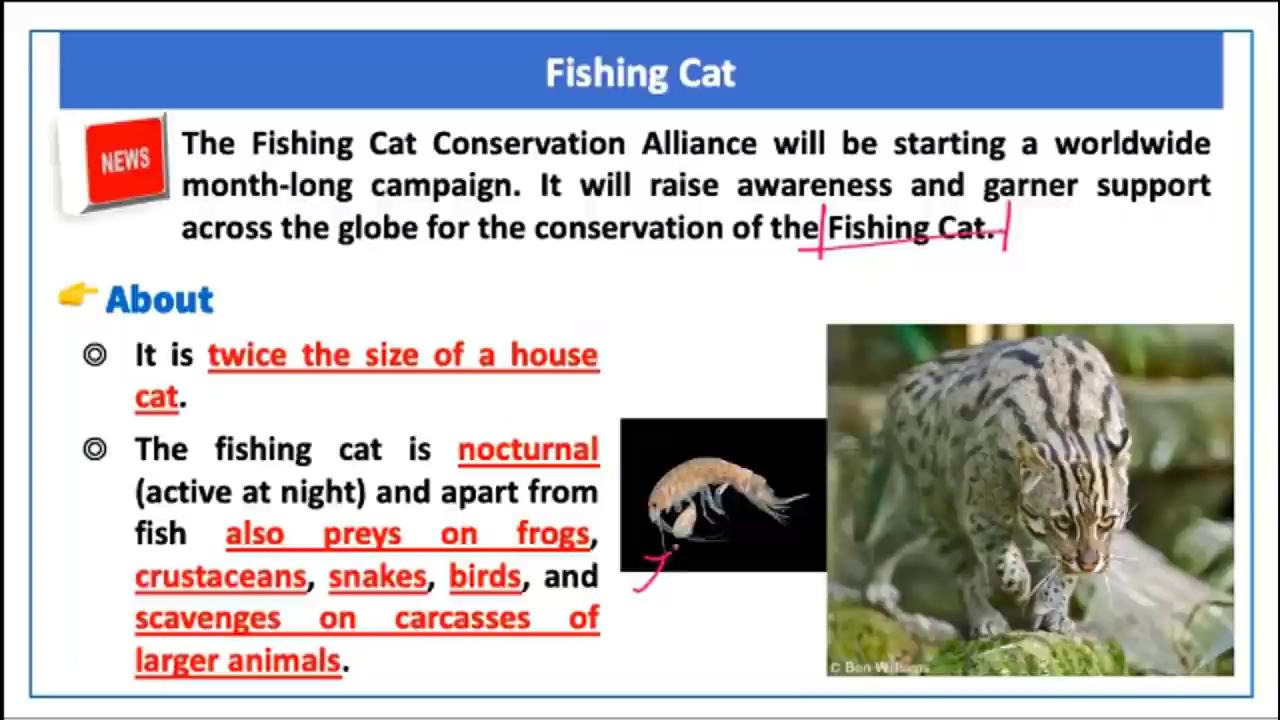 Fishing Cat
NEWS
The Fishing Cat Conservation Alliance will be starting a worldwide
month-long campaign. It will raise awareness and garner support
across the globe for the conservation of the Fishing Cat.
About
It is twice the size of a house
cat.
The fishing cat is nocturnal
(active at night) and apart from
fish also preys on frogs,
crustaceans, snakes, birds, and
scavenges on carcasses of
larger animals.
© Ben Williams